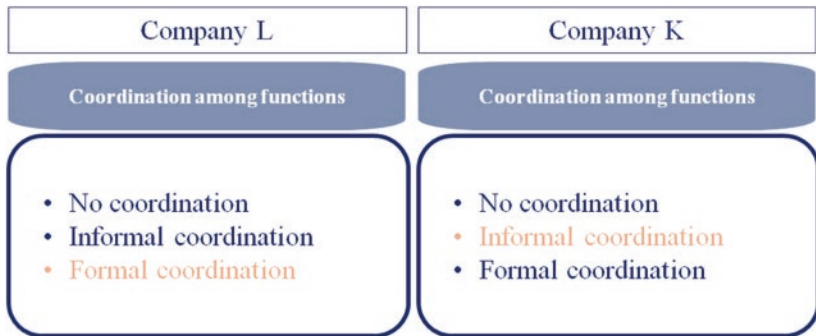 Company L
Coordination among functions
• No coordination
• Informal coordination
• Formal coordination
Company K
Coordination among functions
• No coordination
• Informal coordination
• Formal coordination